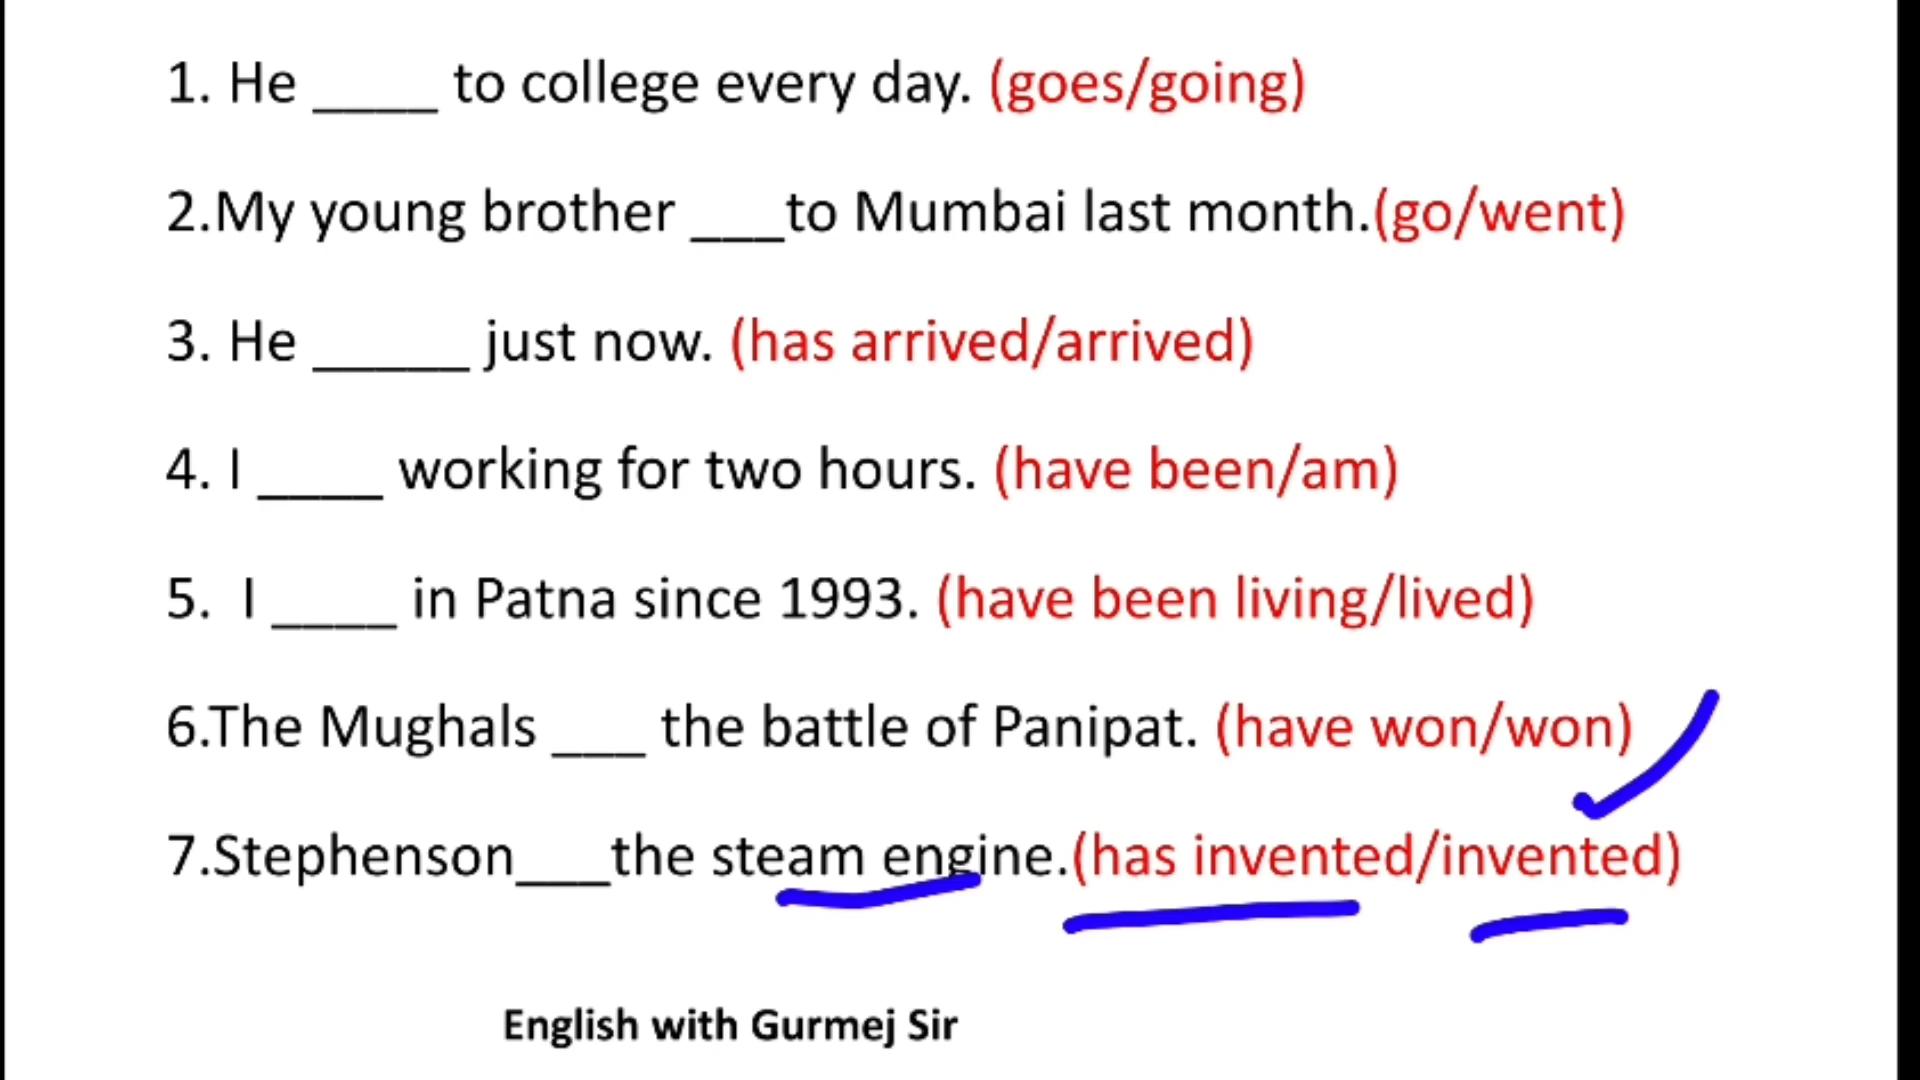 1. He ____ to college every day. (goes/going)
2.My young brother ___to Mumbai last month.(go/went)
3. He _____ just now. (has arrived/arrived)
4. I ____ working for two hours. (have been/am)
5.  I ____ in Patna since 1993. (have been living/lived)
6.The Mughals ___ the battle of Panipat. (have won/won)
7.Stephenson___the steam engine.(has invented/invented)
English with Gurmej Sir